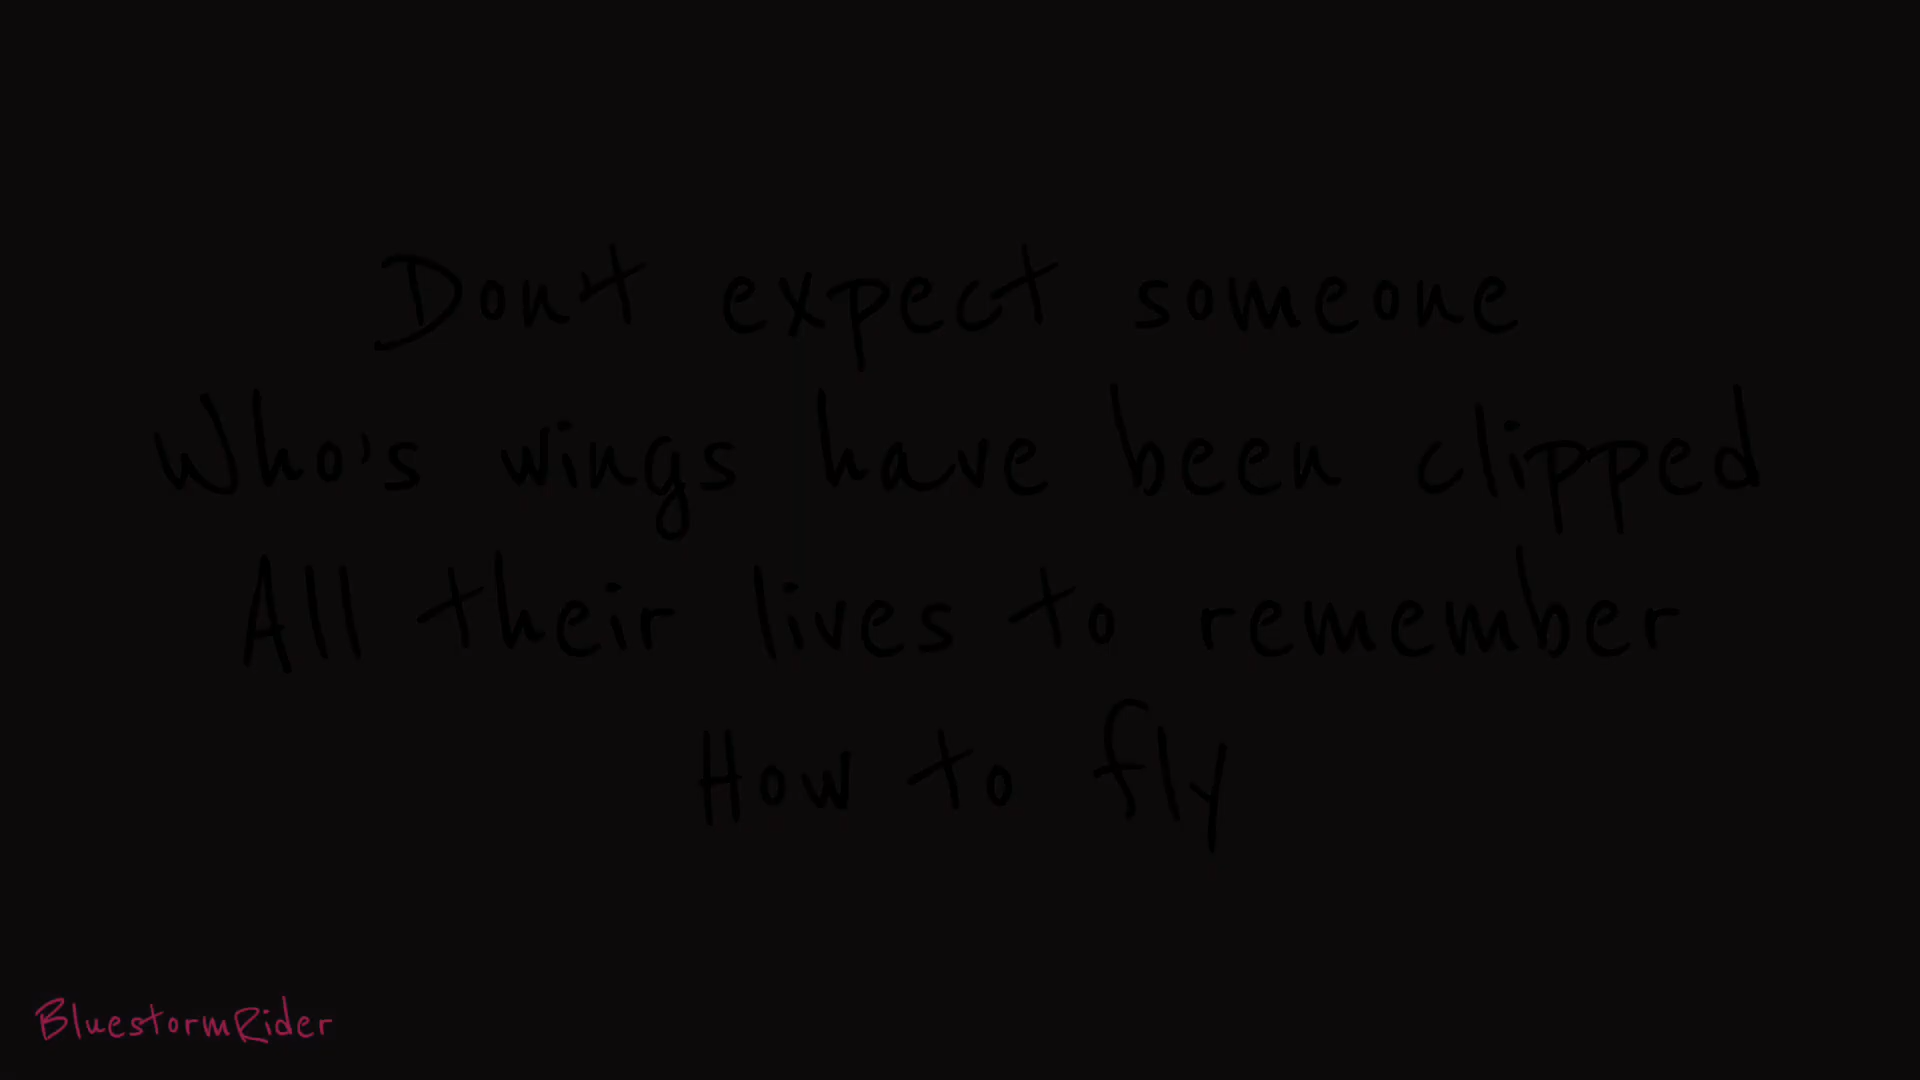 Don't expect someone
Who's wings have been clipped
All their lives to remember
How to fly
BluestormRider